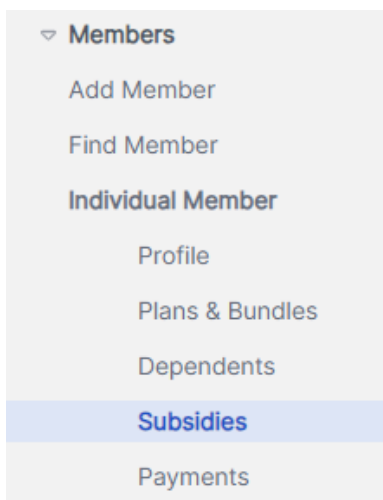 Members
Add Member
Find Member
Individual Member
Profile
Plans & Bundles
Dependents
Subsidies
Payments